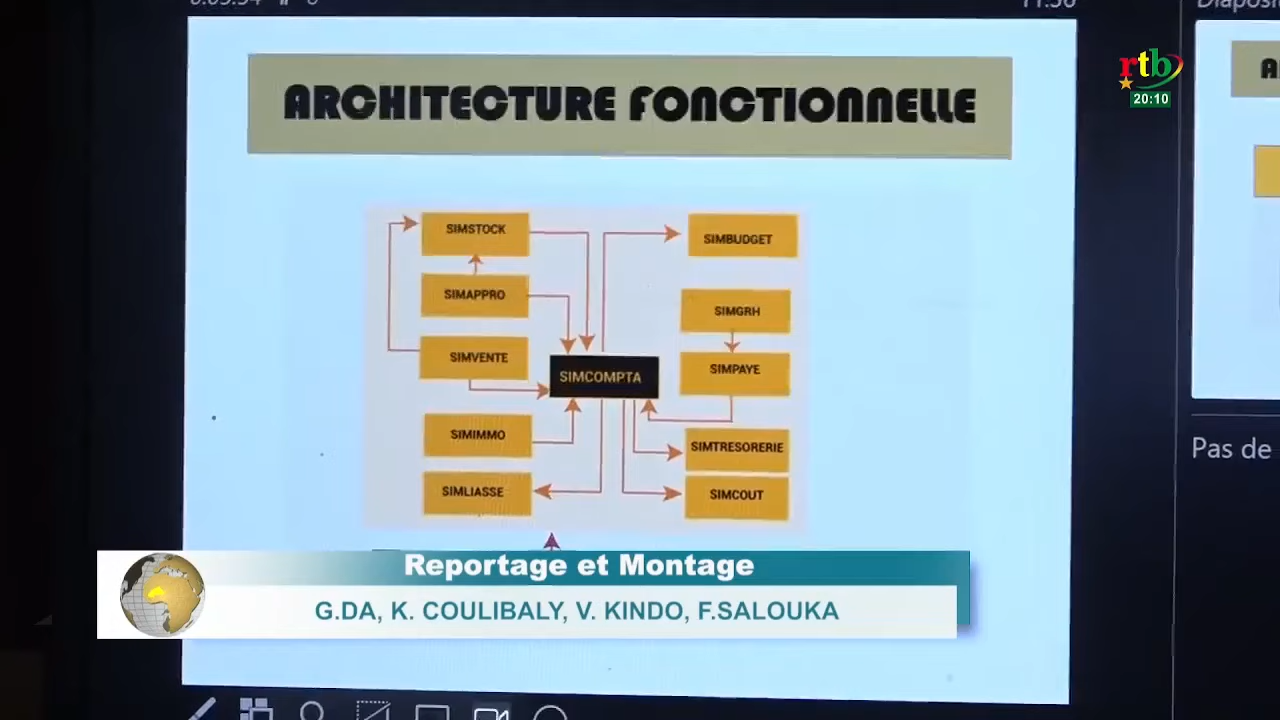 rtb
20:10
ARCHITECTURE FONCTIONNELLE
SIMSTOCK
SIMBUDGET
SIMAPPRO
SIMGRH
SIMVENTE
SIMPAYE
SIMCOMPTA
SIMIMMO
SIMTRESORERIE
SIMLIASSE
SIMCOUT
Pas de
Reportage et Montage
G.DA, K. COULIBALY, V. KINDO, F.SALOUKA